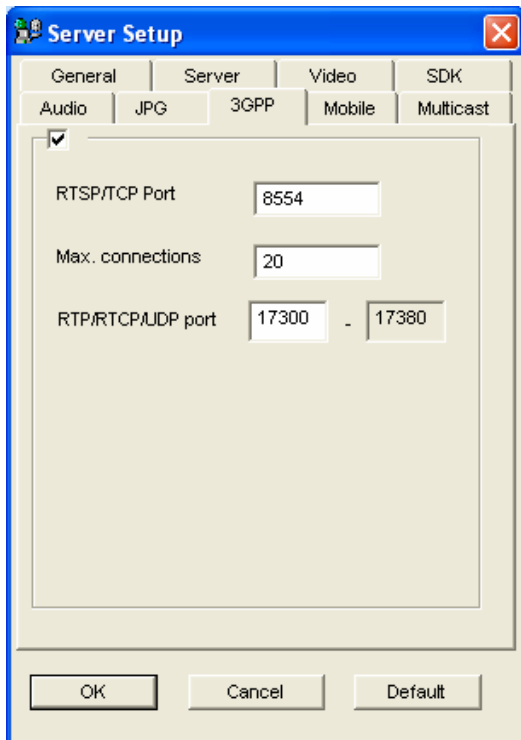 Server Setup
General Server Video SDK
Audio JPG 3GPP Mobile Multicast
RTSP/TCP Port 8554
Max. connections 20
RTP/RTCP/UDP port 17300 - 17380
OK Cancel Default